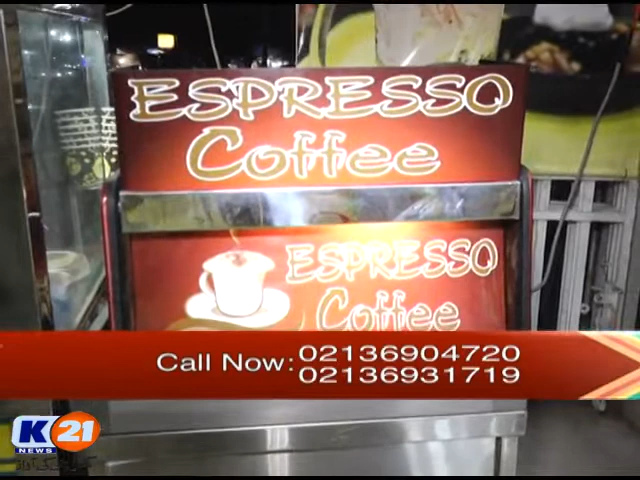 ESPRESSO
Coffee
ESPRESSO
Coffee
Call Now: 02136904720
02136931719
K21
NEWS